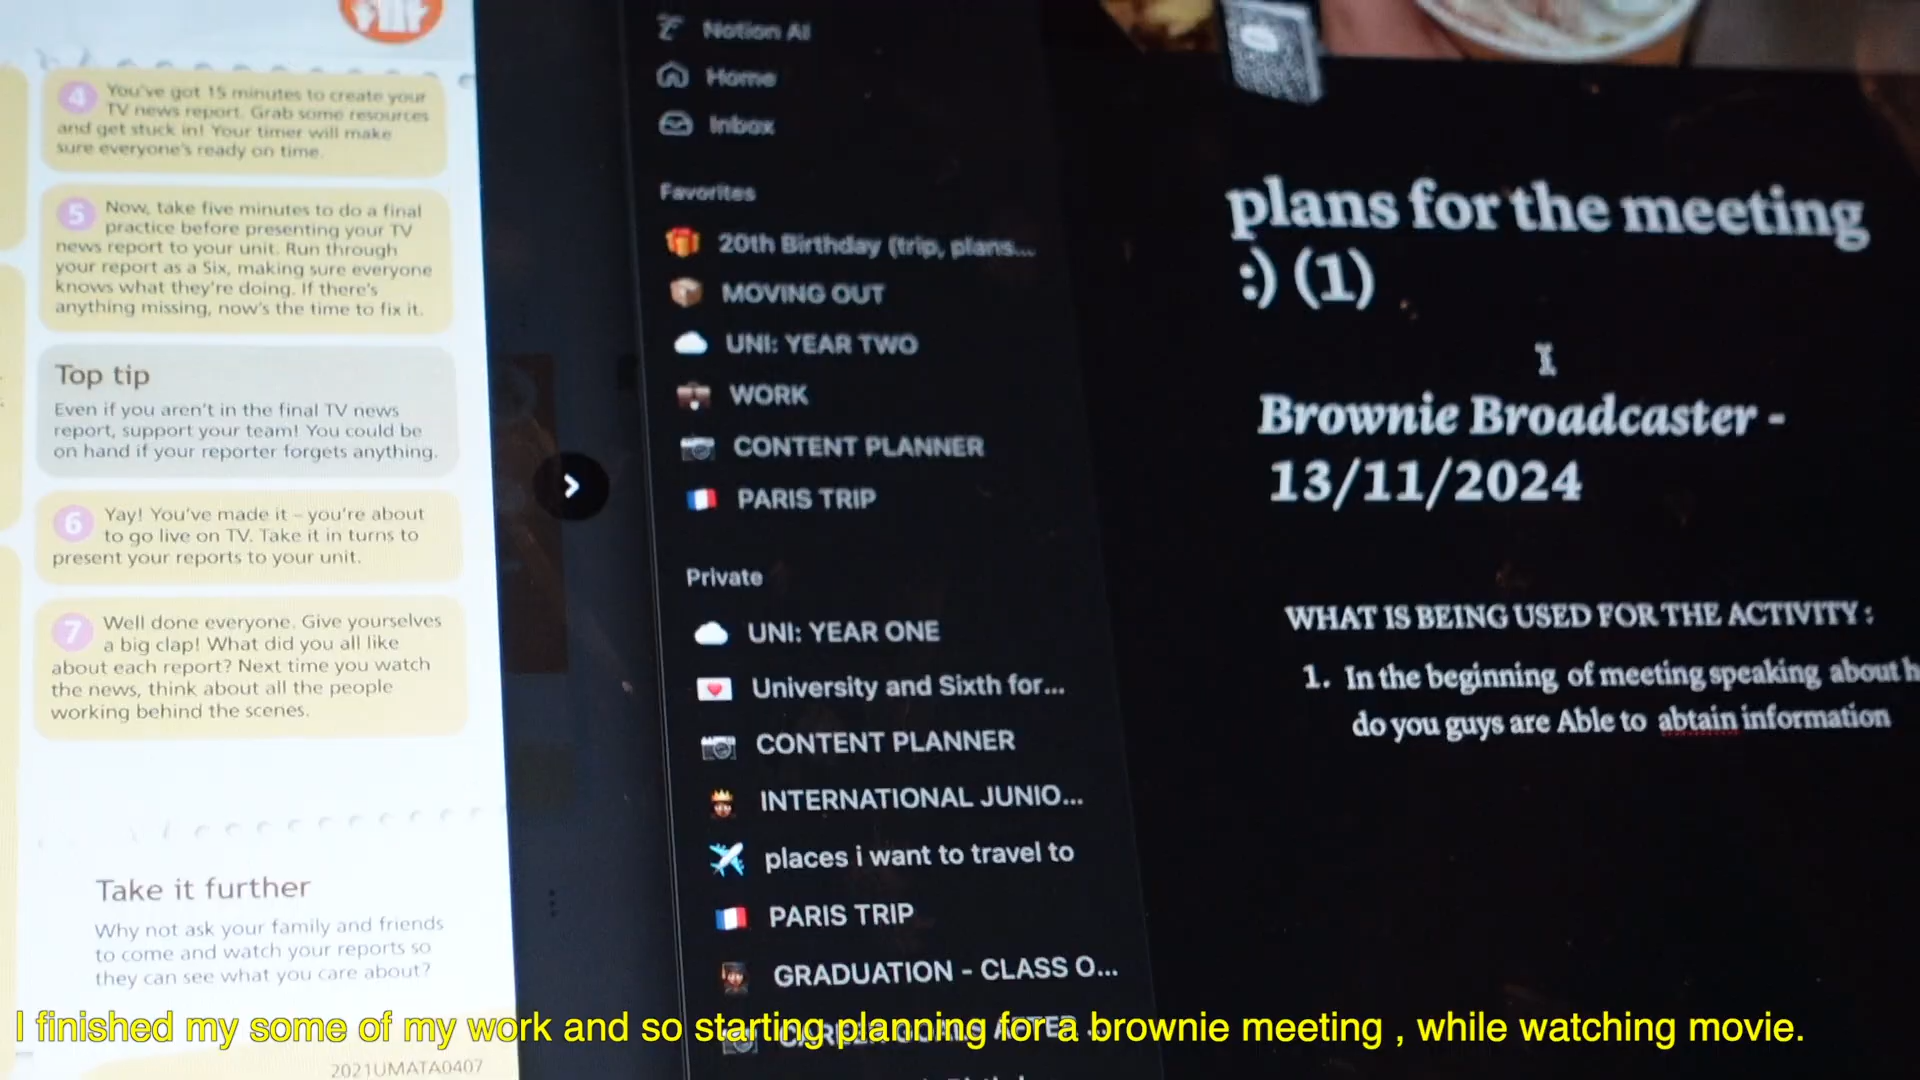 4 You've got 15 minutes to create your
TV news report. Grab some resources
and get stuck in! Your timer will make
sure everyone's ready on time.
5 Now, take five minutes to do a final
practice before presenting your TV
news report to your unit. Run through
your report as a Six, making sure everyone
knows what they're doing. If there's
anything missing, now's the time to fix it.
Top tip
Even if you aren't in the final TV news
report, support your team! You could be
on hand if your reporter forgets anything.
6 Yay! You've made it – you're about
to go live on TV. Take it in turns to
present your reports to your unit.
7 Well done everyone. Give yourselves
a big clap! What did you all like
about each report? Next time you watch
the news, think about all the people
working behind the scenes.
Take it further
Why not ask your family and friends
to come and watch your reports so
they can see what you care about?
2021UMATA0407
Notion AI
Home
Inbox
Favorites
20th Birthday (trip, plans...
MOVING OUT
UNI: YEAR TWO
WORK
CONTENT PLANNER
PARIS TRIP
Private
UNI: YEAR ONE
University and Sixth for...
CONTENT PLANNER
INTERNATIONAL JUNIO...
places i want to travel to
PARIS TRIP
GRADUATION - CLASS O...
plans for the meeting
:) (1)
Brownie Broadcaster -
13/11/2024
WHAT IS BEING USED FOR THE ACTIVITY :
1. In the beginning of meeting speaking about h
do you guys are Able to abtain information
I finished my some of my work and so starting planning for a brownie meeting , while watching movie.